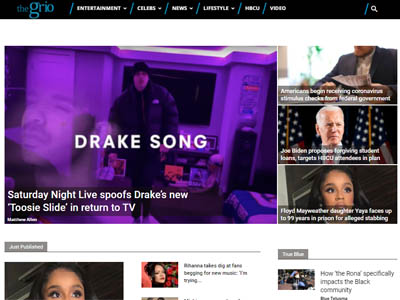 the grio
ENTERTAINMENT CELEBS NEWS LIFESTYLE HBCU VIDEO
DRAKE SONG
Saturday Night Live spoofs Drake's new
'Toosie Slide' in return to TV
Matthew Allen
Americans begin receiving coronavirus
stimulus checks from federal government
Joe Biden proposes forgiving student
loans, targets HBCU attendees in plan
Floyd Mayweather daughter Yaya faces up
to 99 years in prison for alleged stabbing
Just Published
Rihanna takes dig at fans
begging for new music: 'I'm
trying...
True Blue
How 'the Rona' specifically
impacts the Black
community
Blue Telusma